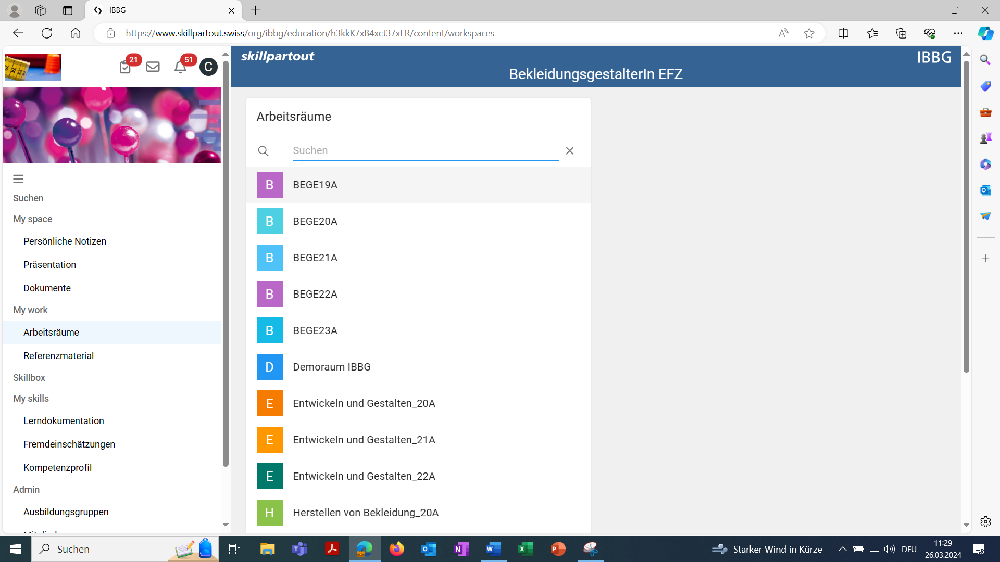 IBBG
https://www.skillpartout.swiss/org/ibbg/education/h3kkK7xB4xcJ37xER/content/workspaces
21
51
C
skillpartout
IBBG
BekleidungsgestalterIn EFZ
Suchen
My space
Persönliche Notizen
Präsentation
Dokumente
My work
Arbeitsräume
Referenzmaterial
Skillbox
My skills
Lerndokumentation
Fremdeinschätzungen
Kompetenzprofil
Admin
Ausbildungsgruppen
Arbeitsräume
Suchen
B BEGE19A
B BEGE20A
B BEGE21A
B BEGE22A
B BEGE23A
D Demoraum IBBG
E Entwickeln und Gestalten_20A
E Entwickeln und Gestalten_21A
E Entwickeln und Gestalten_22A
H Herstellen von Bekleidung_20A
Suchen
Starker Wind in Kürze
DEU
11:29
26.03.2024